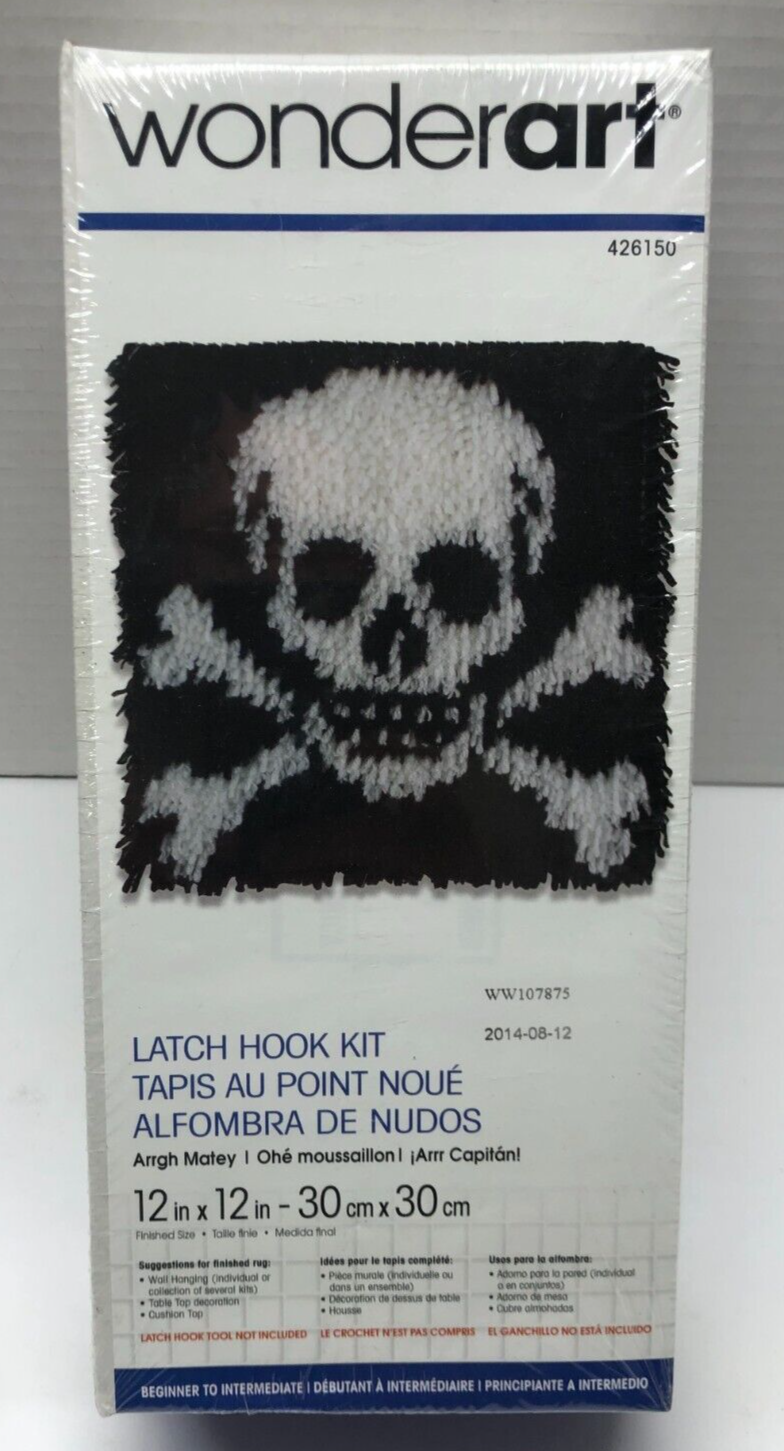 wonderart®
426150
WW107875
2014-08-12
LATCH HOOK KIT
TAPIS AU POINT NOUÉ
ALFOMBRA DE NUDOS
Arrgh Matey | Ohé moussaillon! | ¡Arrr Capitán!
12 in x 12 in - 30 cm x 30 cm
Finished Size • Taille finie • Medida final
Suggestions for finished rug:
• Wall Hanging (individual or
collection of several kits)
• Table Top decoration
• Cushion Top
Idées pour le tapis complété:
• Pièce murale (individuelle ou
dans un ensemble)
• Décoration de dessus de table
• Housse
Usos para la alfombra:
• Adorno para la pared (individual
o en conjuntos)
• Adorno de mesa
• Cubre almohadas
LATCH HOOK TOOL NOT INCLUDED LE CROCHET N'EST PAS COMPRIS EL GANCHILLO NO ESTÁ INCLUIDO
BEGINNER TO INTERMEDIATE | DÉBUTANT À INTERMÉDIAIRE | PRINCIPIANTE A INTERMEDIO